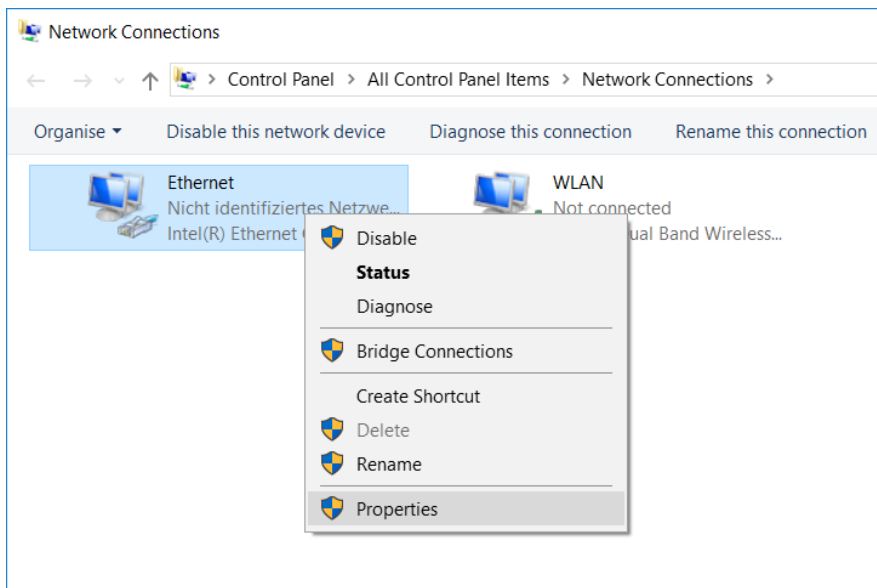 Network Connections
Control Panel > All Control Panel Items > Network Connections >
Organise Disable this network device Diagnose this connection Rename this connection
Ethernet
Nicht identifiziertes Netzwe...
Intel(R) Ethernet
WLAN
Not connected
Band Wireless...
Disable
Status
Diagnose
Bridge Connections
Create Shortcut
Delete
Rename
Properties